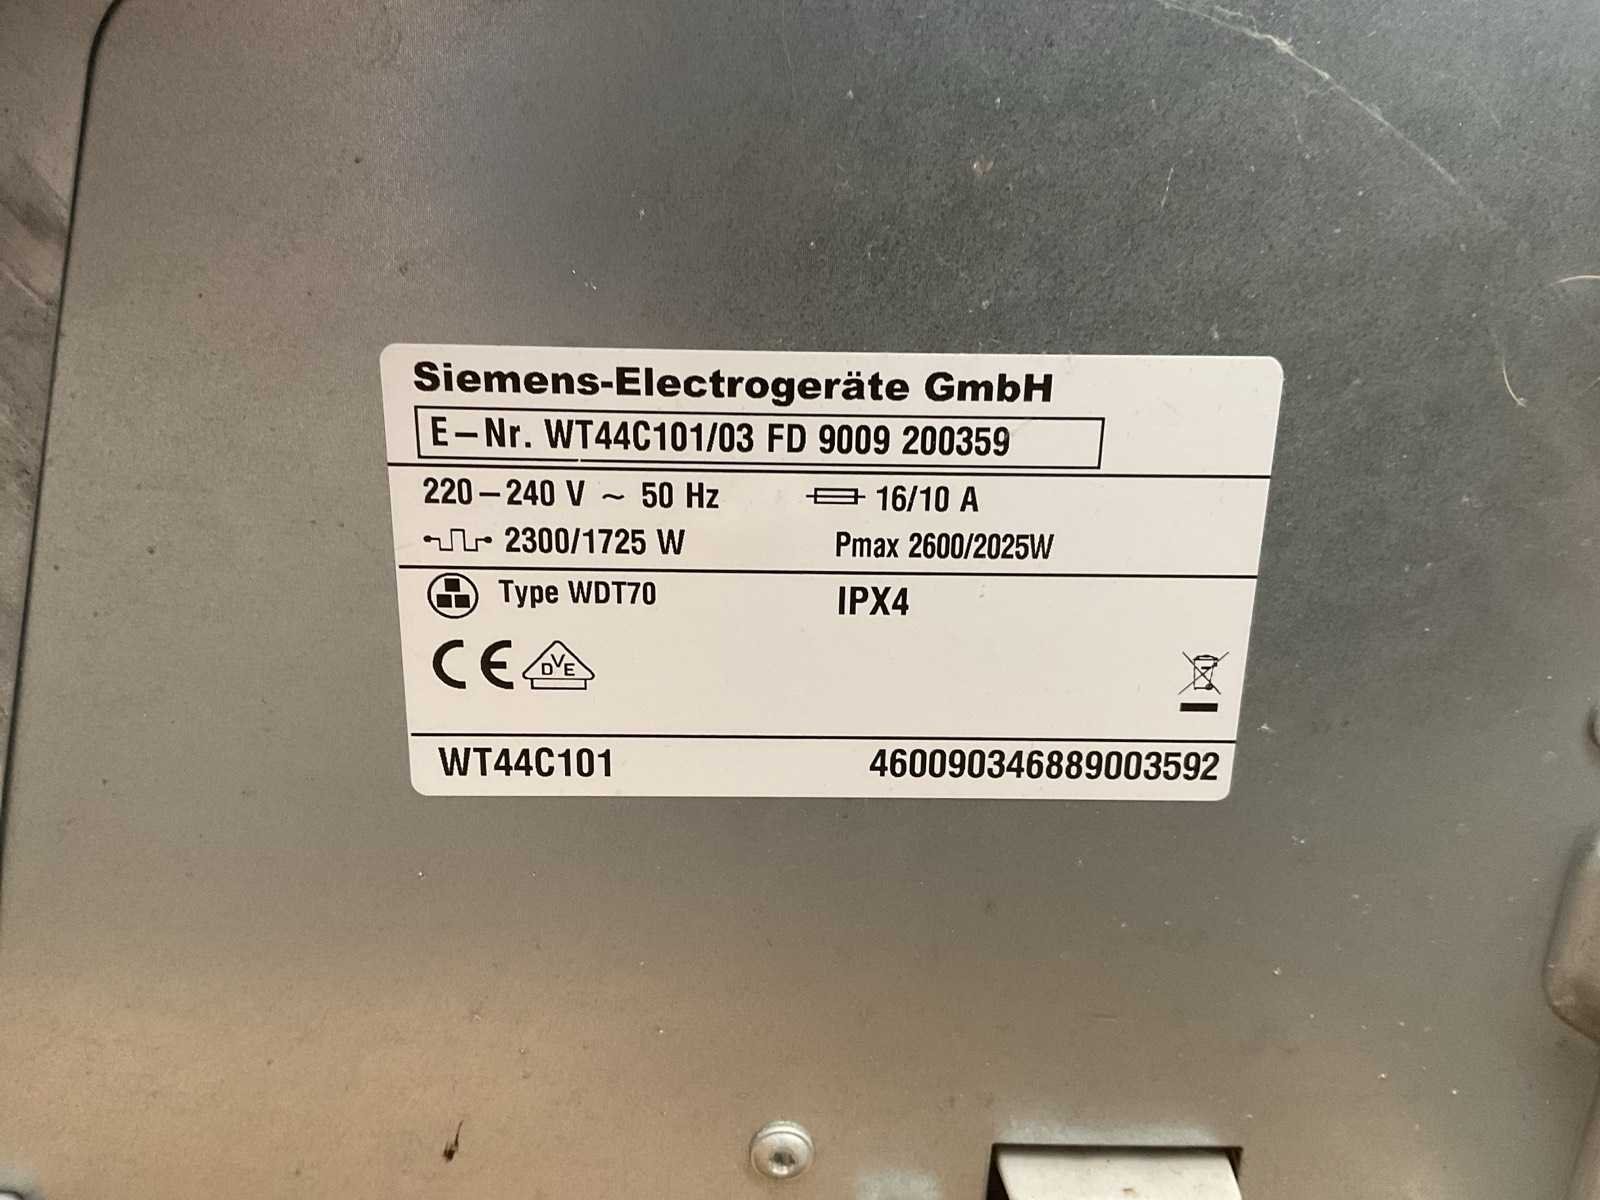 Siemens-Electrogeräte GmbH
E-Nr. WT44C101/03 FD 9009 200359
220-240 V ~ 50 Hz 16/10 A
2300/1725 W Pmax 2600/2025W
Type WDT70 IPX4
CE DVE
WT44C101 460090346889003592